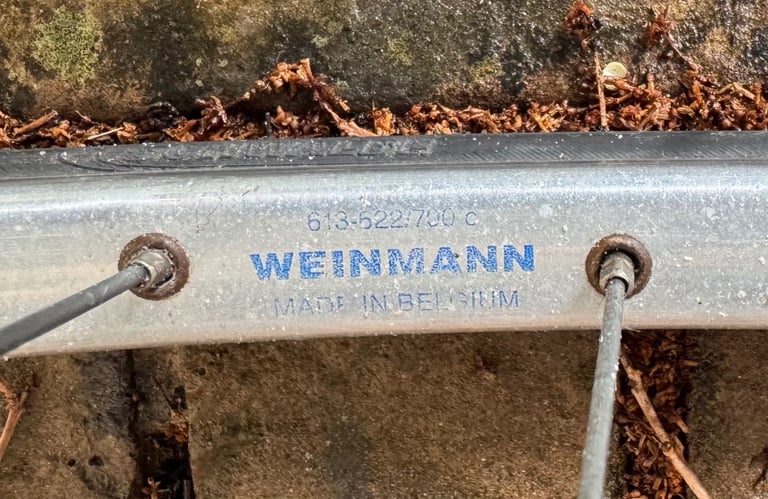 613-622/700 c
WEINMANN
MADE IN BELGIUM